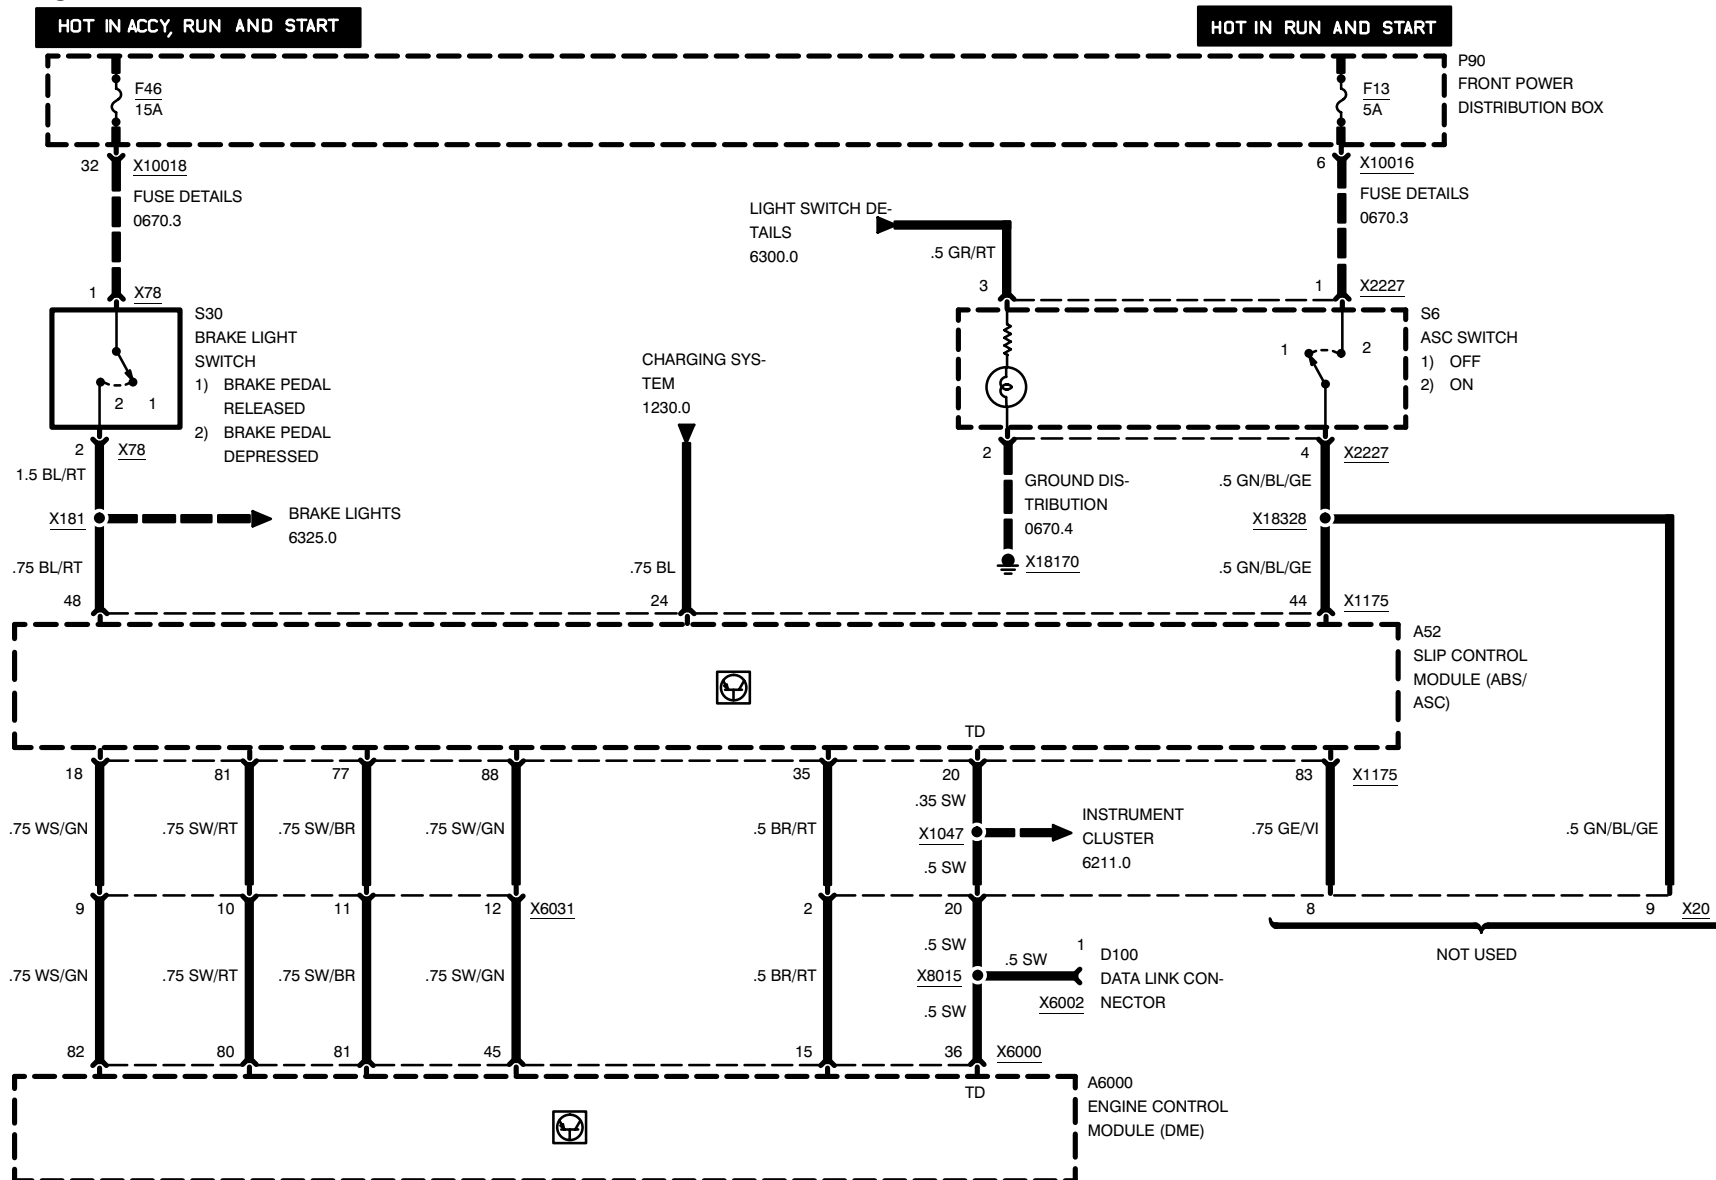 HOT IN ACCY, RUN AND START
HOT IN RUN AND START
F46
15A
F13
5A
P90
FRONT POWER
DISTRIBUTION BOX
32 X10018
FUSE DETAILS
0670.3
6 X10016
FUSE DETAILS
0670.3
LIGHT SWITCH DE-
TAILS
6300.0
.5 GR/RT
1 X78
3
1 X2227
S30
BRAKE LIGHT
SWITCH
1) BRAKE PEDAL
RELEASED
2) BRAKE PEDAL
DEPRESSED
2 1
CHARGING SYS-
TEM
1230.0
1 2
S6
ASC SWITCH
1) OFF
2) ON
2 X78
1.5 BL/RT
2
4 X2227
GROUND DIS-
TRIBUTION
0670.4
.5 GN/BL/GE
X181
BRAKE LIGHTS
6325.0
X18328
X18170
.75 BL/RT
.75 BL
.5 GN/BL/GE
48
24
44 X1175
A52
SLIP CONTROL
MODULE (ABS/
ASC)
TD
18
81
77
88
35
20
83 X1175
.35 SW
.75 WS/GN
.75 SW/RT
.75 SW/BR
.75 SW/GN
.5 BR/RT
X1047
INSTRUMENT
CLUSTER
6211.0
.75 GE/VI
.5 GN/BL/GE
.5 SW
9
10
11
12 X6031
2
20
8
9 X20
NOT USED
.5 SW
.5 SW
1
D100
DATA LINK CON-
NECTOR
.75 WS/GN
.75 SW/RT
.75 SW/BR
.75 SW/GN
.5 BR/RT
X8015
X6002
.5 SW
82
80
81
45
15
36 X6000
TD
A6000
ENGINE CONTROL
MODULE (DME)